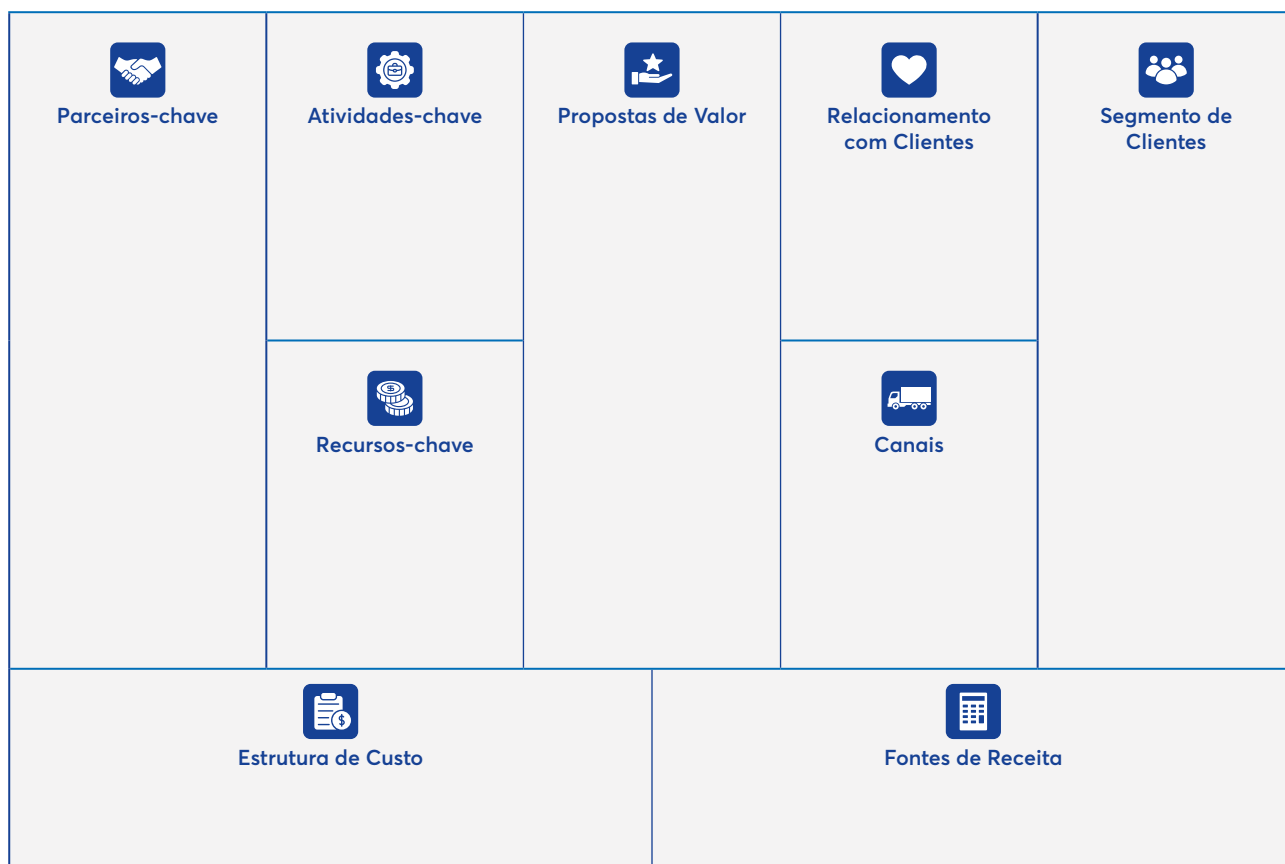 Parceiros-chave
Atividades-chave
Propostas de Valor
Relacionamento
com Clientes
Segmento de
Clientes
Recursos-chave
Canais
Estrutura de Custo
Fontes de Receita